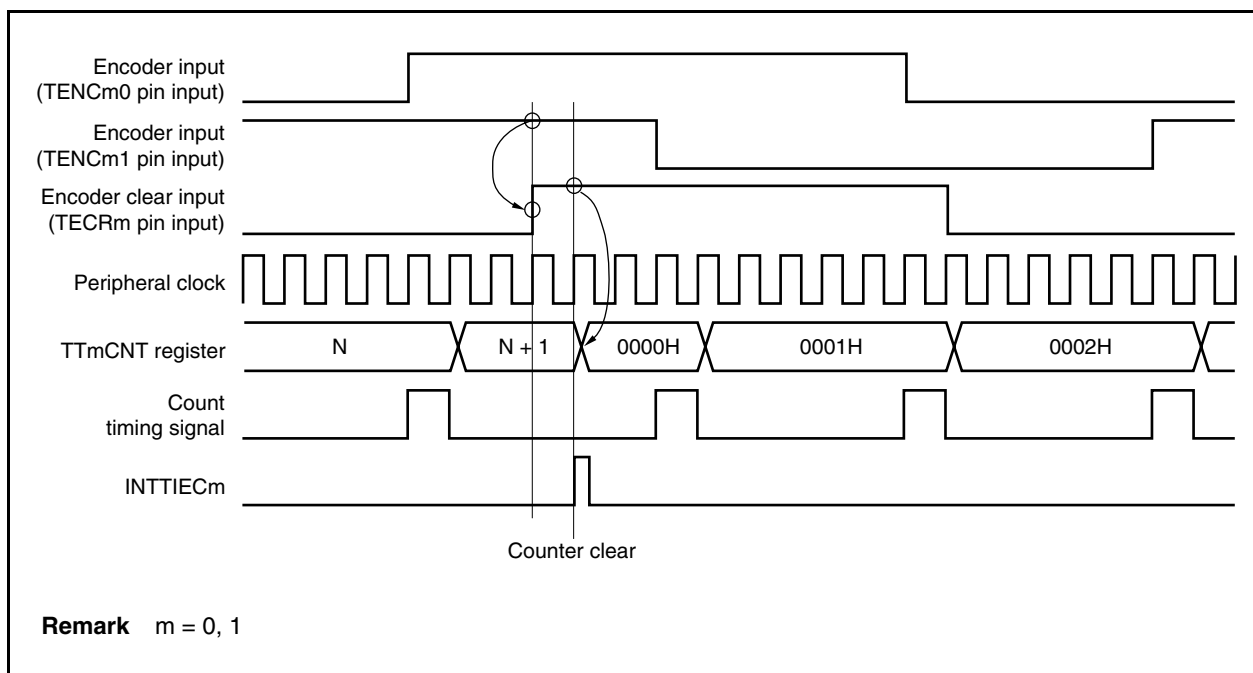 Encoder input
(TENCm0 pin input)
Encoder input
(TENCm1 pin input)
Encoder clear input
(TECRm pin input)
Peripheral clock
TTmCNT register
N
N + 1
0000H
0001H
0002H
Count
timing signal
INTTIECm
Counter clear
Remark m = 0, 1